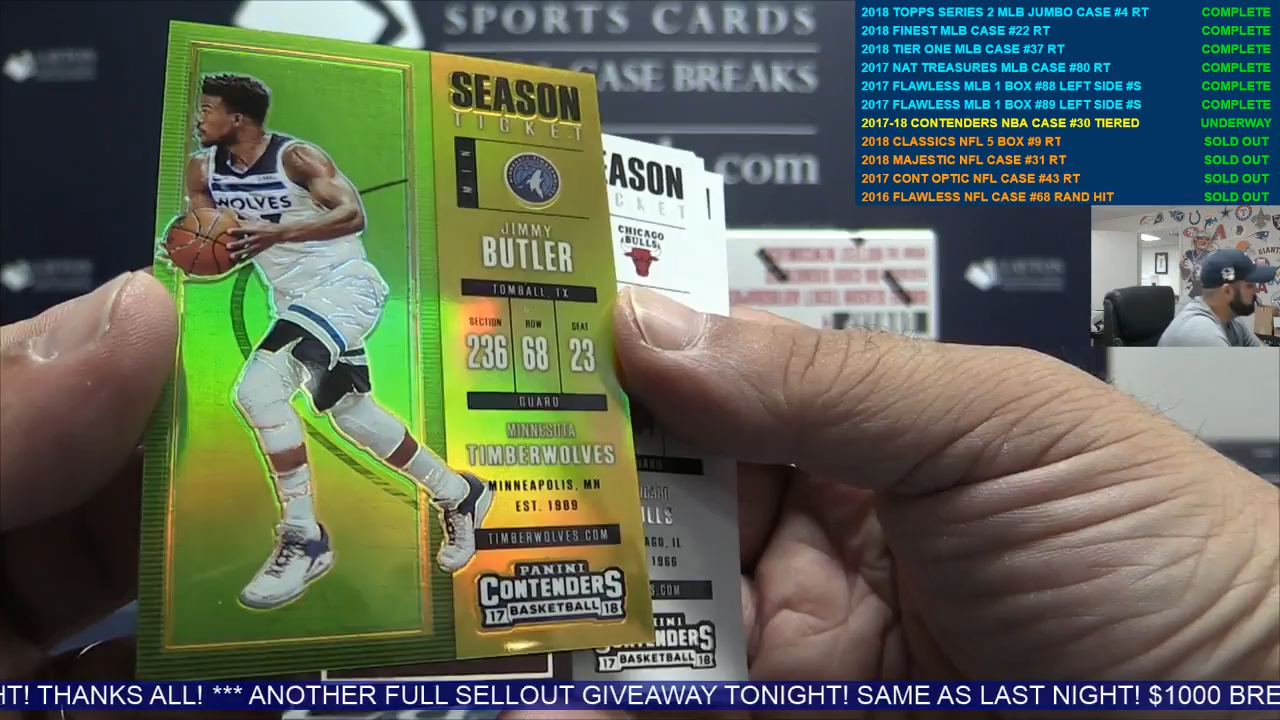 SPORTS CARDS
CASE BREAKS
.com
2018 TOPPS SERIES 2 MLB JUMBO CASE #4 RT COMPLETE
2018 FINEST MLB CASE #22 RT COMPLETE
2018 TIER ONE MLB CASE #37 RT COMPLETE
2017 NAT TREASURES MLB CASE #80 RT COMPLETE
2017 FLAWLESS MLB 1 BOX #88 LEFT SIDE #S COMPLETE
2017 FLAWLESS MLB 1 BOX #89 LEFT SIDE #S COMPLETE
2017-18 CONTENDERS NBA CASE #30 TIERED UNDERWAY
2018 CLASSICS NFL 5 BOX #9 RT SOLD OUT
2018 MAJESTIC NFL CASE #31 RT SOLD OUT
2017 CONT OPTIC NFL CASE #43 RT SOLD OUT
2016 FLAWLESS NFL CASE #68 RAND HIT SOLD OUT
SEASON
TICKET
MIN
JIMMY
BUTLER
TOMBALL, TX
SECTION ROW SEAT
236 68 23
GUARD
MINNESOTA
TIMBERWOLVES
MINNEAPOLIS, MN
EST. 1989
TIMBERWOLVES.COM
PANINI
CONTENDERS
17 BASKETBALL 18
WOLVES
ASON
CKET
CHICAGO
BULLS
LLS
AGO, IL
1966
S.COM
NINI
NTENDERS
17 BASKETBALL 18
HT! THANKS ALL! *** ANOTHER FULL SELLOUT GIVEAWAY TONIGHT! SAME AS LAST NIGHT! $1000 BRE